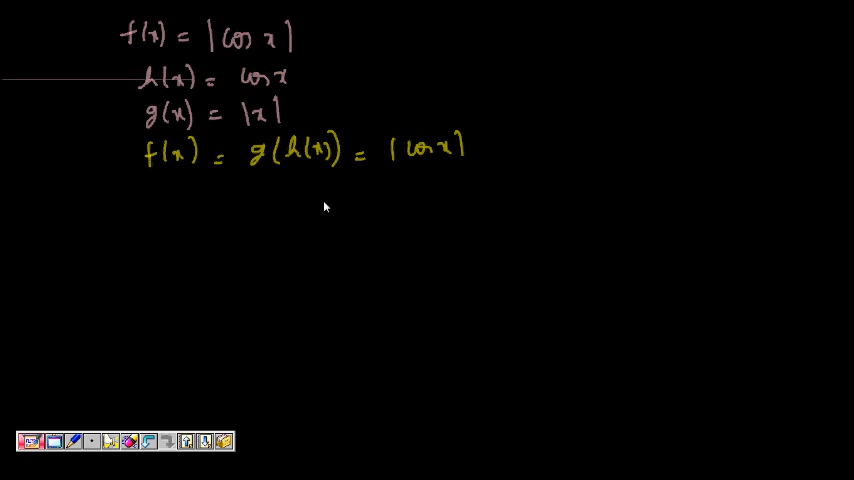 f(x) = |cos x|
h(x) = cos x
g(x) = |x|
f(x) = g(h(x)) = |cos x|